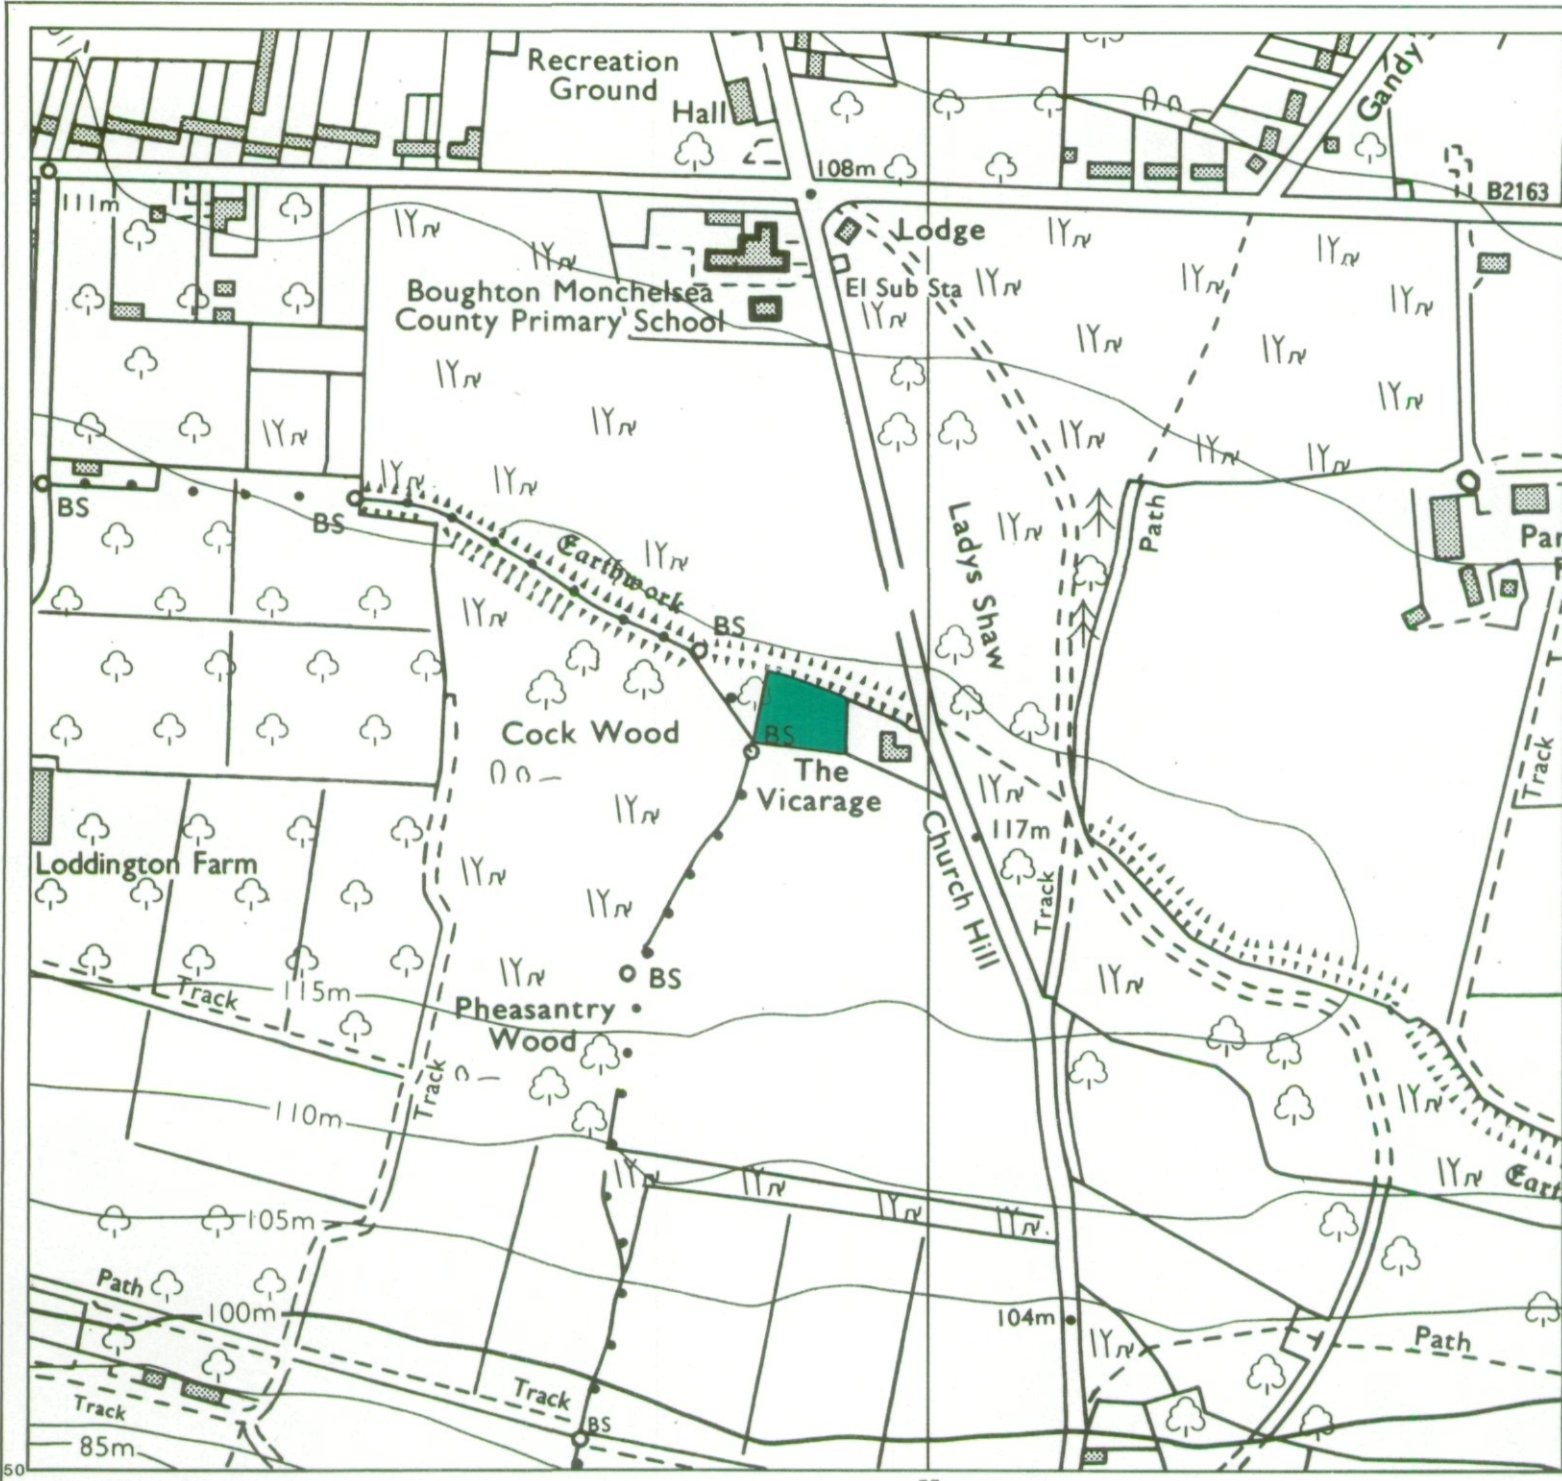 Recreation
Ground
Hall
Gandy's
108m
B2163
111m
Lodge
El Sub Sta
Boughton Monchelsea
County Primary School
BS
BS
Earthwork
Ladys Shaw
Path
BS
Cock Wood
BS
The
Vicarage
Track
117m
Church Hill
Loddington Farm
Track
Track
115m
BS
Pheasantry
Wood
Track
110m
105m
Path
100m
104m
Path
Track
Track
BS
85m
50